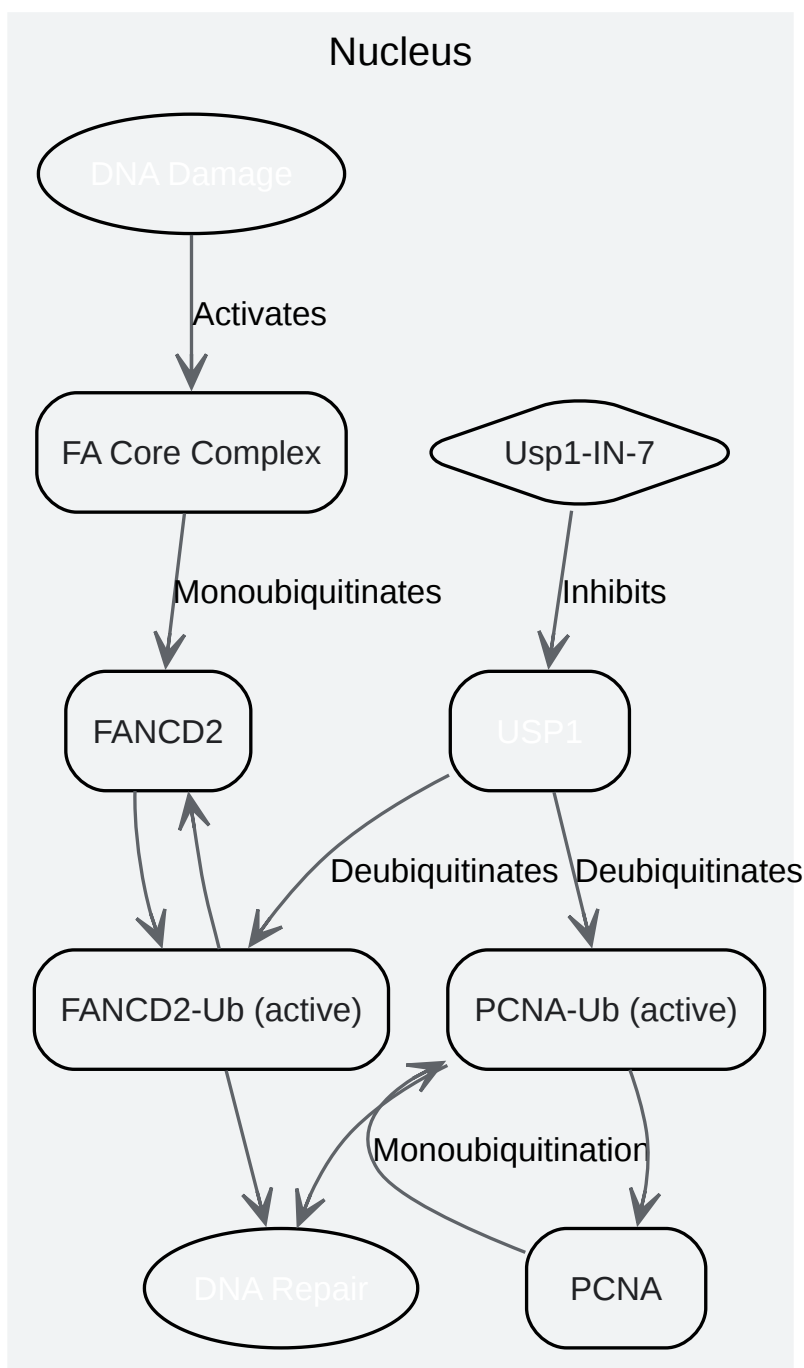 Nucleus
DNA Damage
Activates
FA Core Complex
Usp1-IN-7
Monoubiquitinates
Inhibits
FANCD2
USP1
Deubiquitinates
Deubiquitinates
FANCD2-Ub (active)
PCNA-Ub (active)
Monoubiquitination
DNA Repair
PCNA